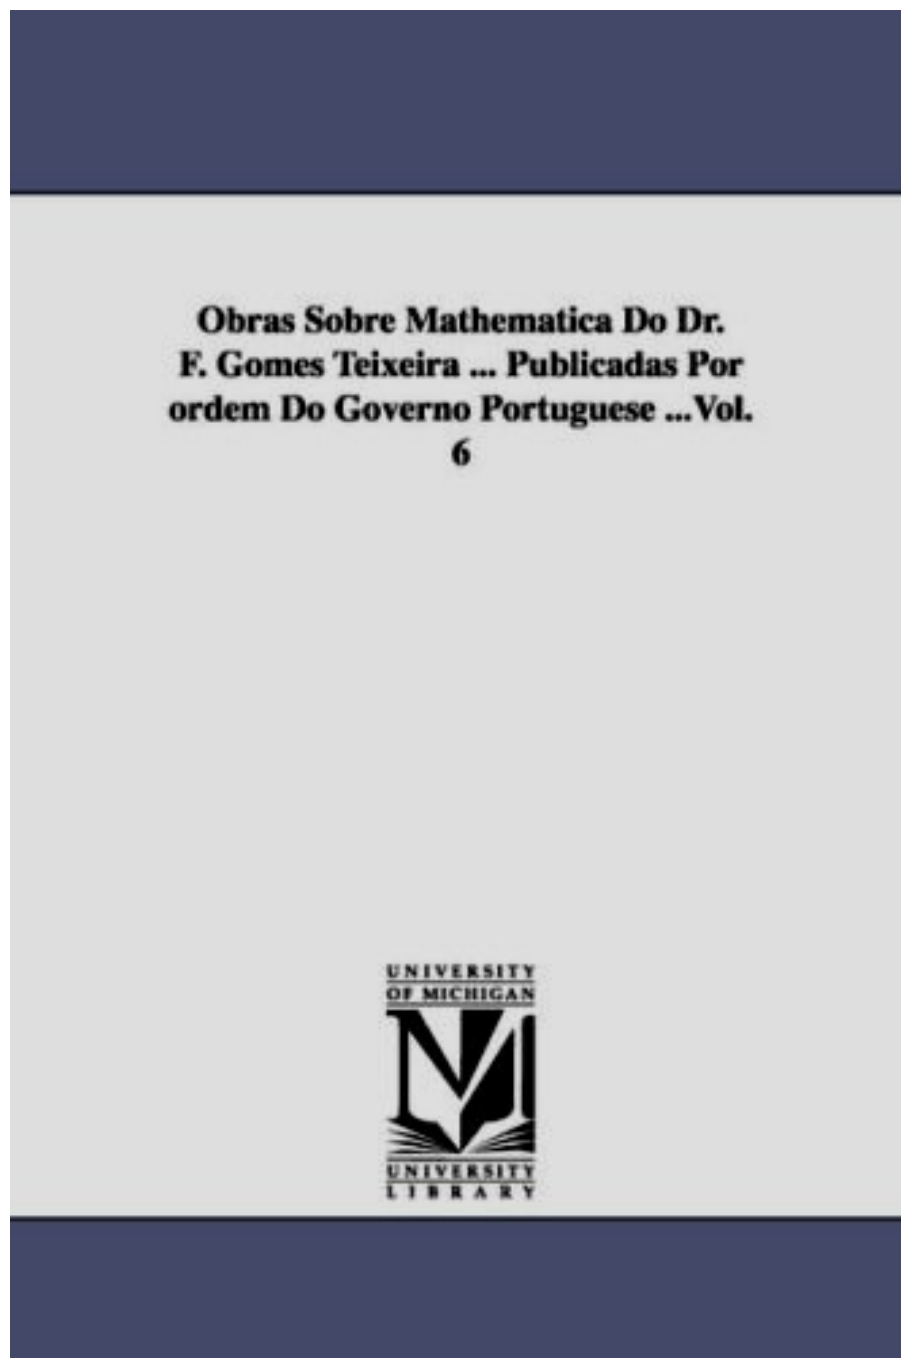 Obras Sobre Mathematica Do Dr.
F. Gomes Teixeira ... Publicadas Por
ordem Do Governo Portuguese ...Vol.
6
UNIVERSITY
OF MICHIGAN
UNIVERSITY
LIBRARY